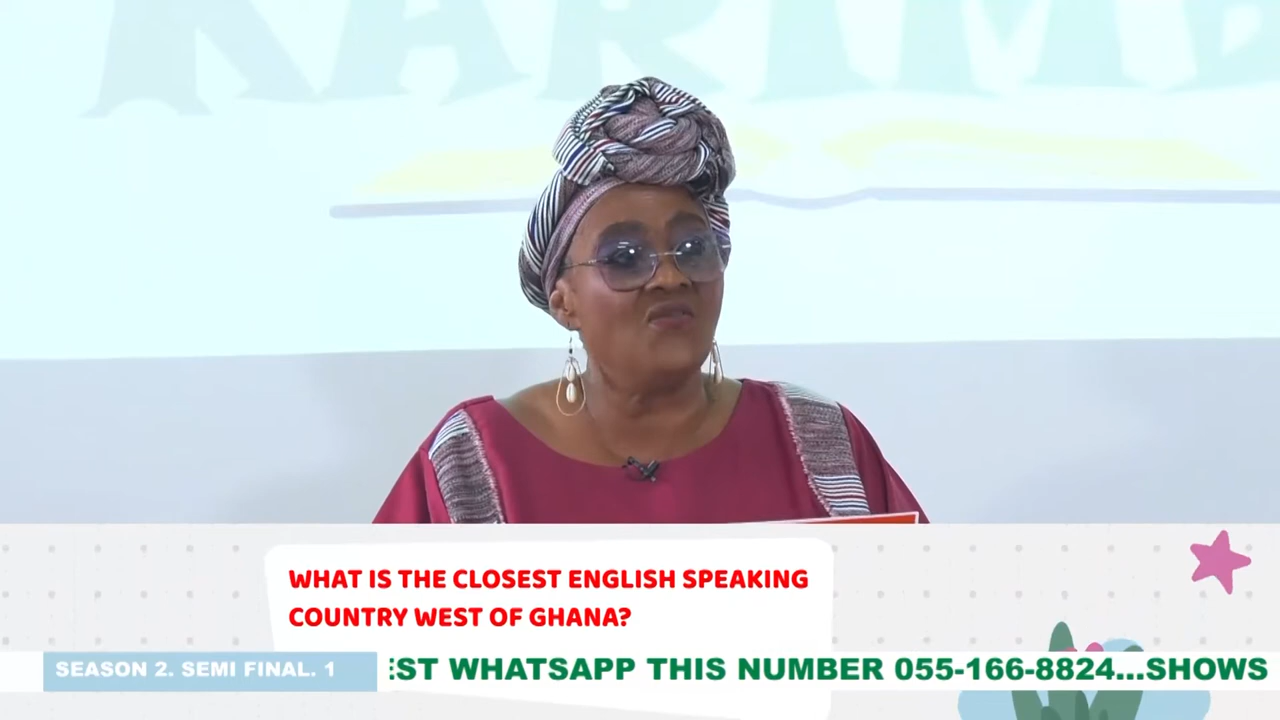 WHAT IS THE CLOSEST ENGLISH SPEAKING
COUNTRY WEST OF GHANA?
SEASON 2. SEMI FINAL. 1
EST WHATSAPP THIS NUMBER 055-166-8824...SHOWS